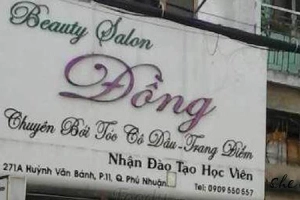 Beauty Salon
Đồng
Chuyên Bới Tóc Cô Dâu - Trang Điểm
Nhận Đào Tạo Học Viên
271A Huỳnh Văn Bánh, P.11, Q. Phú Nhuận
Tel: 0909 550 557